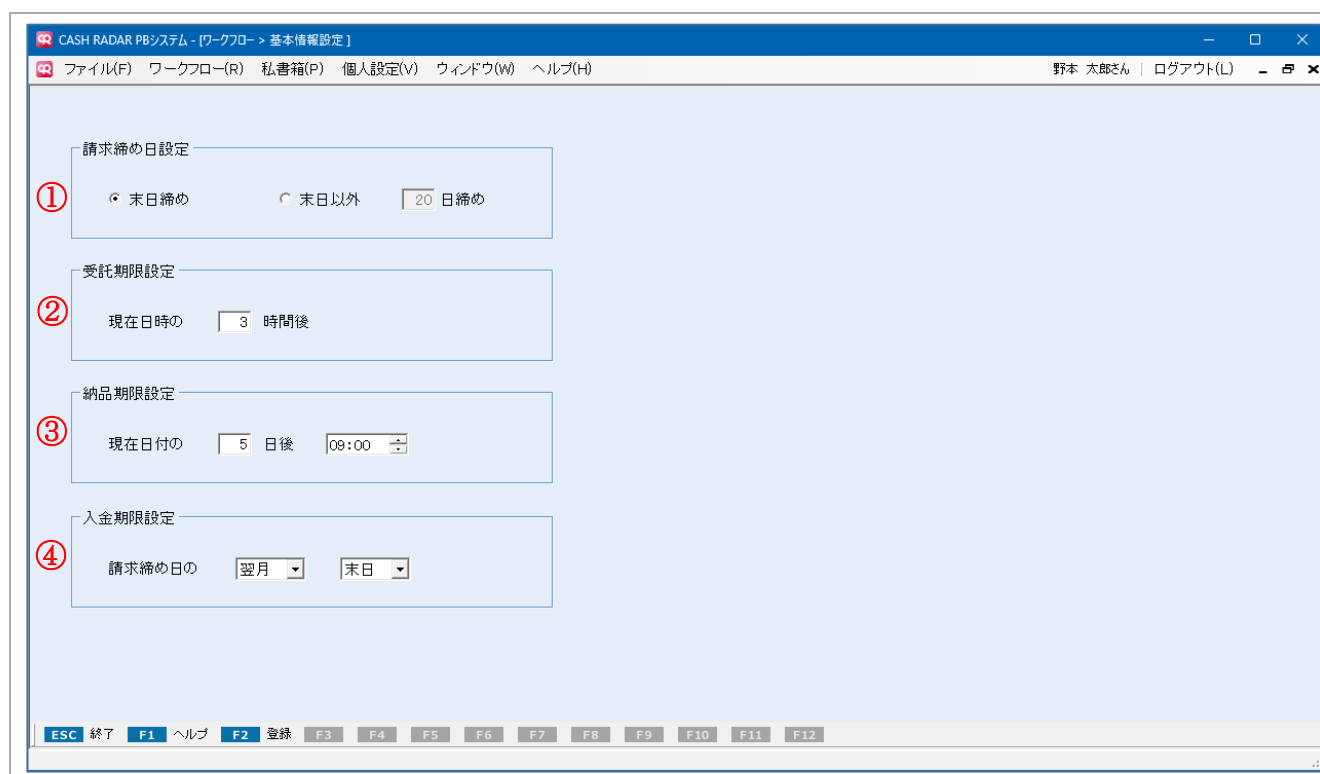 CASH RADAR PBシステム - [ワークフロー > 基本情報設定 ]
ファイル(F) ワークフロー(R) 私書箱(P) 個人設定(V) ウィンドウ(W) ヘルプ(H) 野本 太郎さん ログアウト(L)
請求締め日設定
① 末日締め 末日以外 20 日締め
受託期限設定
② 現在日時の 3 時間後
納品期限設定
③ 現在日付の 5 日後 09:00
入金期限設定
④ 請求締め日の 翌月 末日
ESC 終了 F1 ヘルプ F2 登録 F3 F4 F5 F6 F7 F8 F9 F10 F11 F12